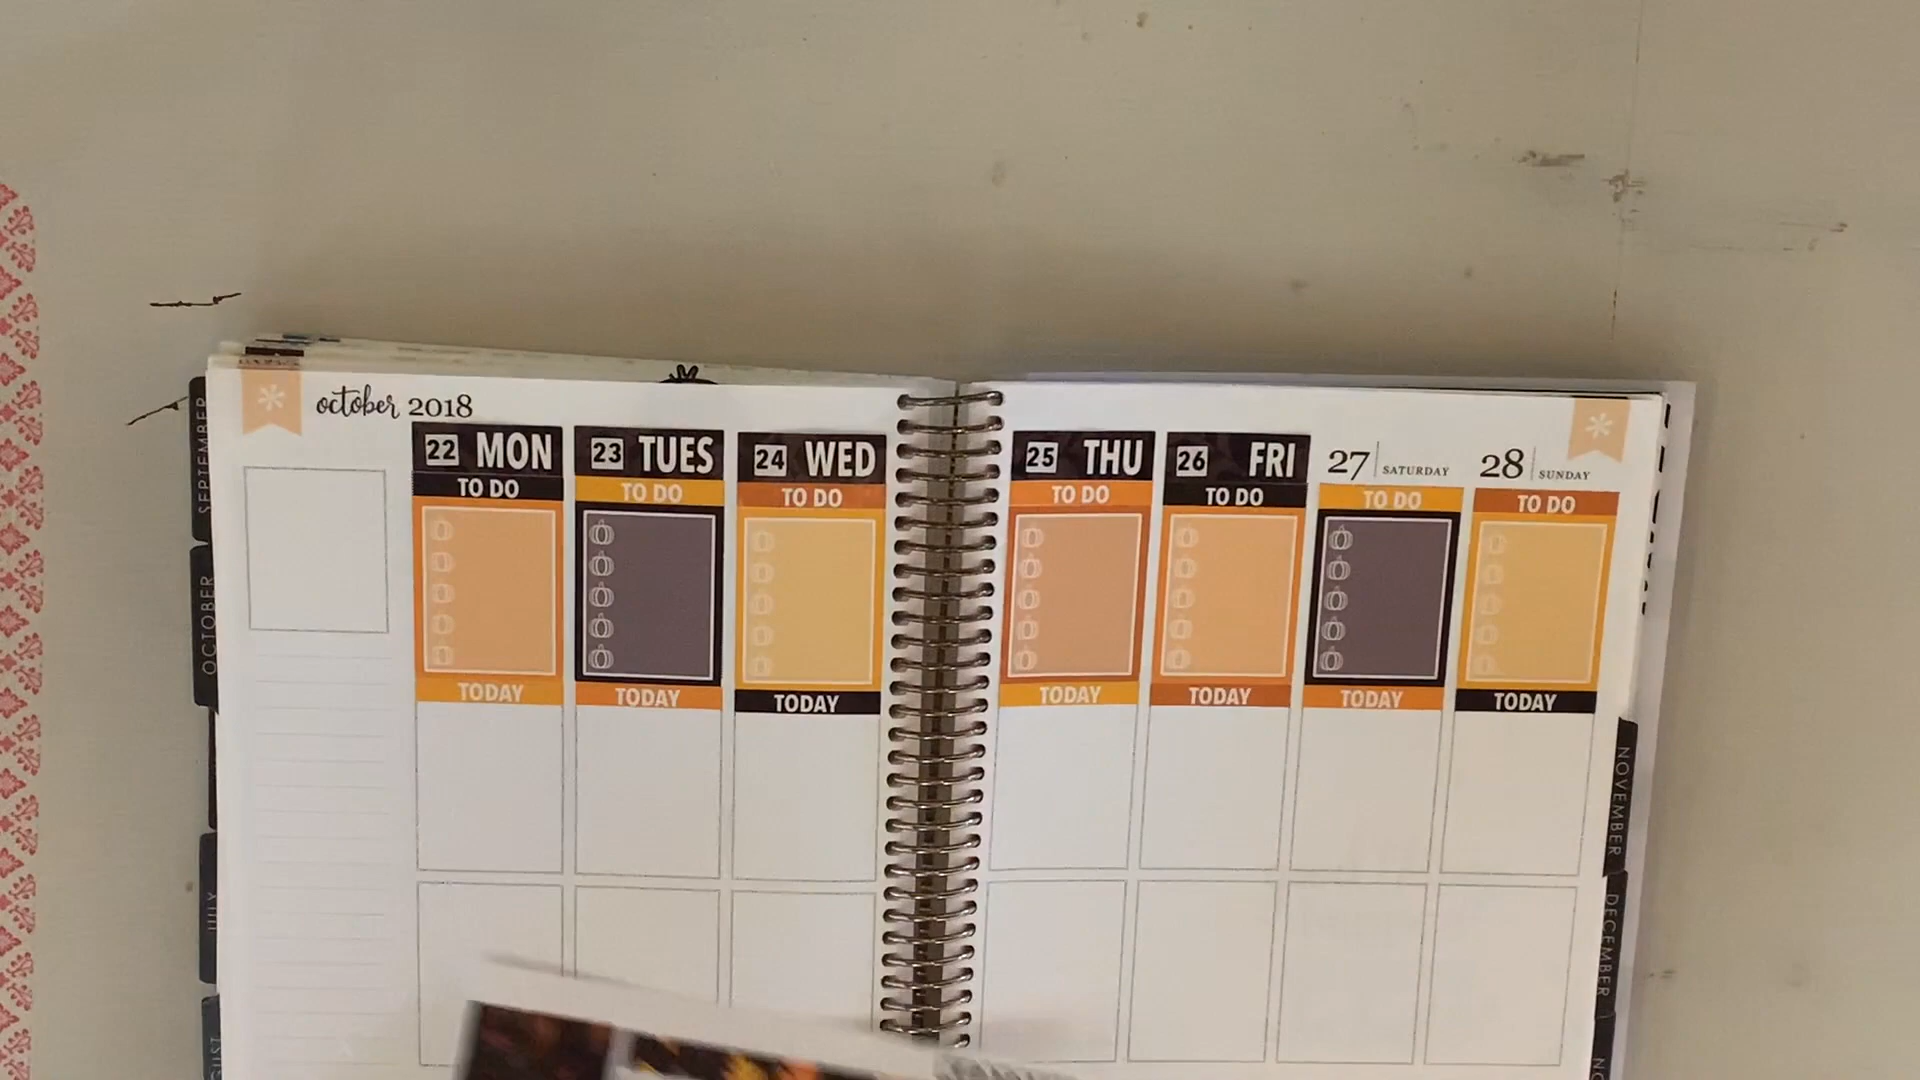 october 2018
22 MON
23 TUES
24 WED
25 THU
26 FRI
27 SATURDAY
28 SUNDAY
TO DO
TO DO
TO DO
TO DO
TO DO
TO DO
TO DO
TODAY
TODAY
TODAY
TODAY
TODAY
TODAY
TODAY
SEPTEMBER
OCTOBER
JULY
NOVEMBER
DECEMBER